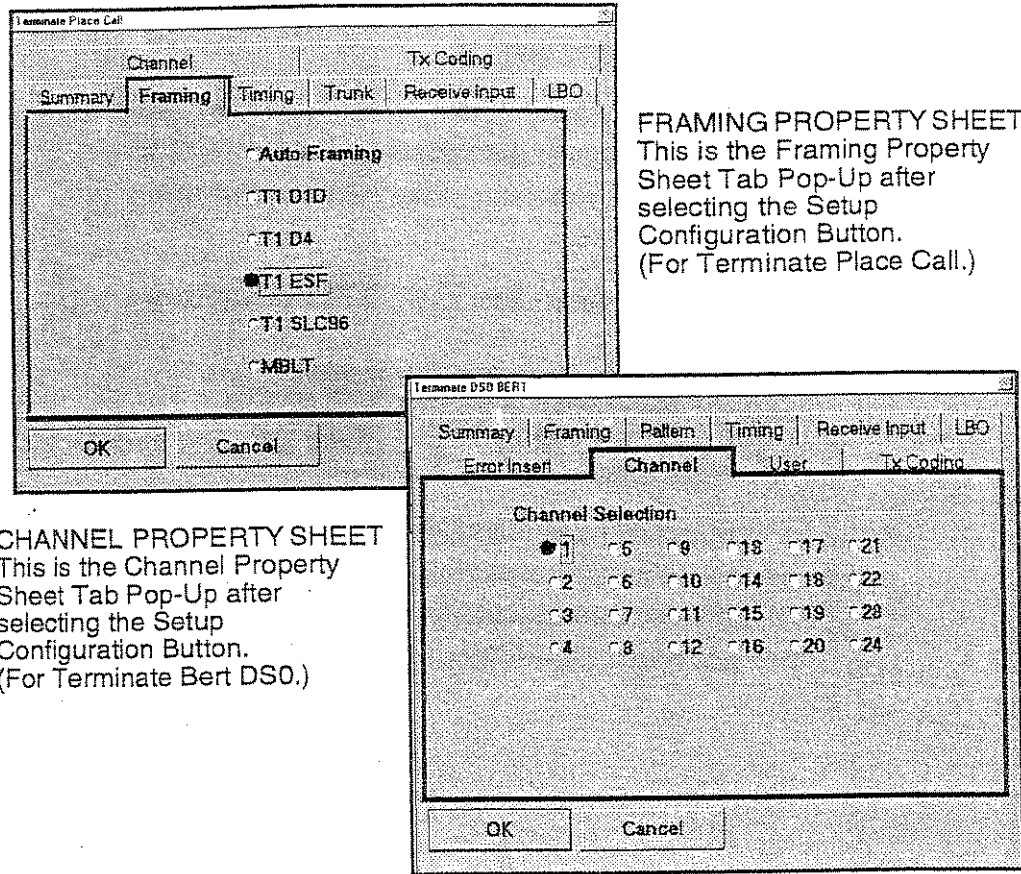 Terminate Place Call
Channel Tx Coding
Summary Framing Timing Trunk Receive Input LBO
Auto Framing
T1 D1D
T1 D4
T1 ESF
T1 SLC96
MBLT
OK Cancel
FRAMING PROPERTY SHEET
This is the Framing Property
Sheet Tab Pop-Up after
selecting the Setup
Configuration Button.
(For Terminate Place Call.)
Terminate DS0 BERT
Summary Framing Pattern Timing Receive Input LBO
Error Insert Channel User Tx Coding
Channel Selection
1 5 9 13 17 21
2 6 10 14 18 22
3 7 11 15 19 23
4 8 12 16 20 24
OK Cancel
CHANNEL PROPERTY SHEET
This is the Channel Property
Sheet Tab Pop-Up after
selecting the Setup
Configuration Button.
(For Terminate Bert DS0.)